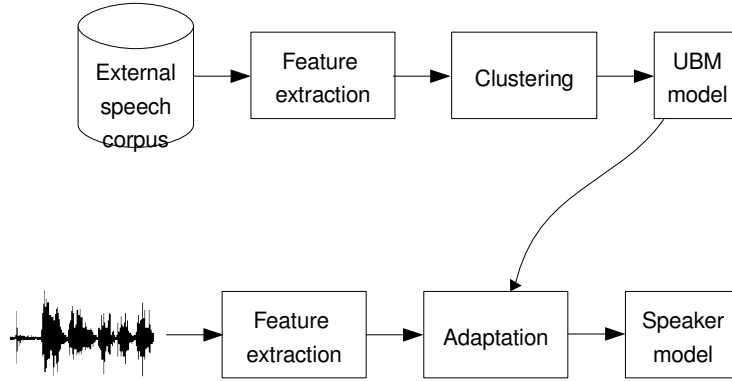 External
speech
corpus
Feature
extraction
Clustering
UBM
model
Feature
extraction
Adaptation
Speaker
model